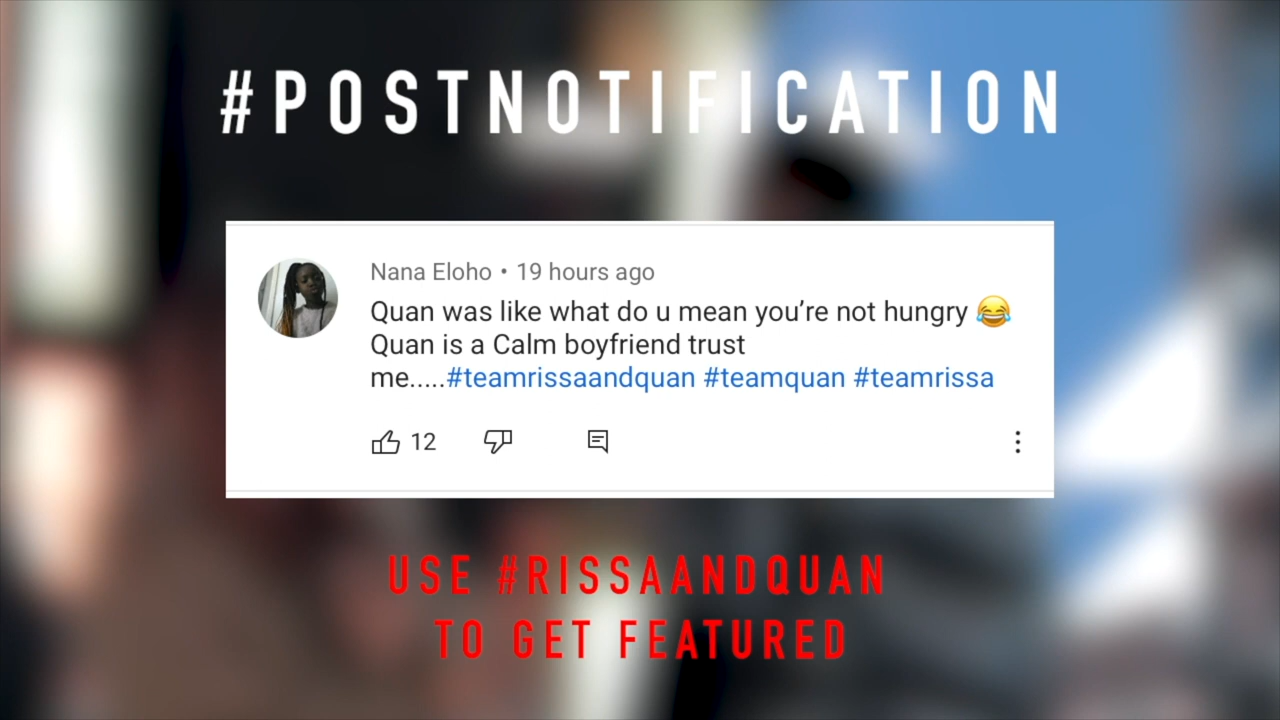 #POSTNOTIFICATION
Nana Eloho • 19 hours ago
Quan was like what do u mean you’re not hungry 😂
Quan is a Calm boyfriend trust
me.....#teamrissaandquan #teamquan #teamrissa
12
USE #RISSAANDQUAN
TO GET FEATURED